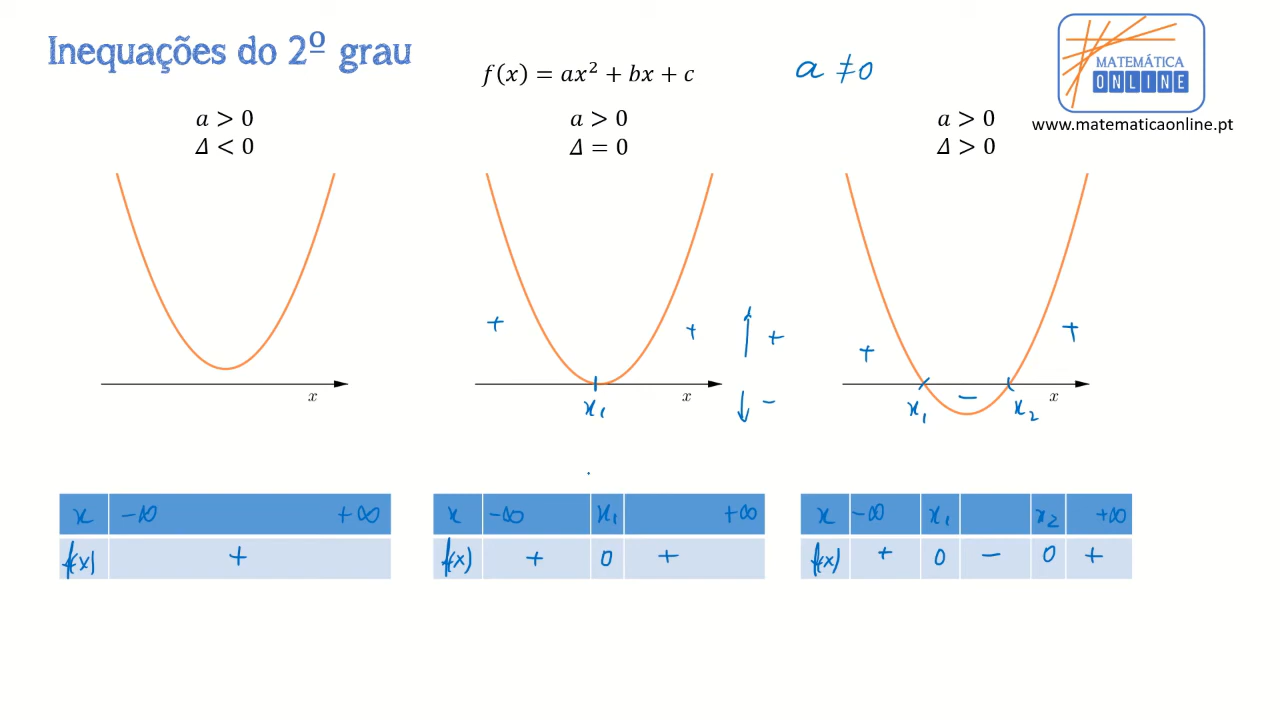 Inequações do 2º grau
f(x) = ax² + bx + c
a ≠ 0
MATEMÁTICA
ONLINE
www.matematicaonline.pt
a > 0
Δ < 0
a > 0
Δ = 0
a > 0
Δ > 0
x
+ +
x₁
x
↑ +
↓ −
+ − +
x₁ x₂
x
x −∞ +∞
f(x) +
x −∞ x₁ +∞
f(x) + 0 +
x −∞ x₁ x₂ +∞
f(x) + 0 − 0 +